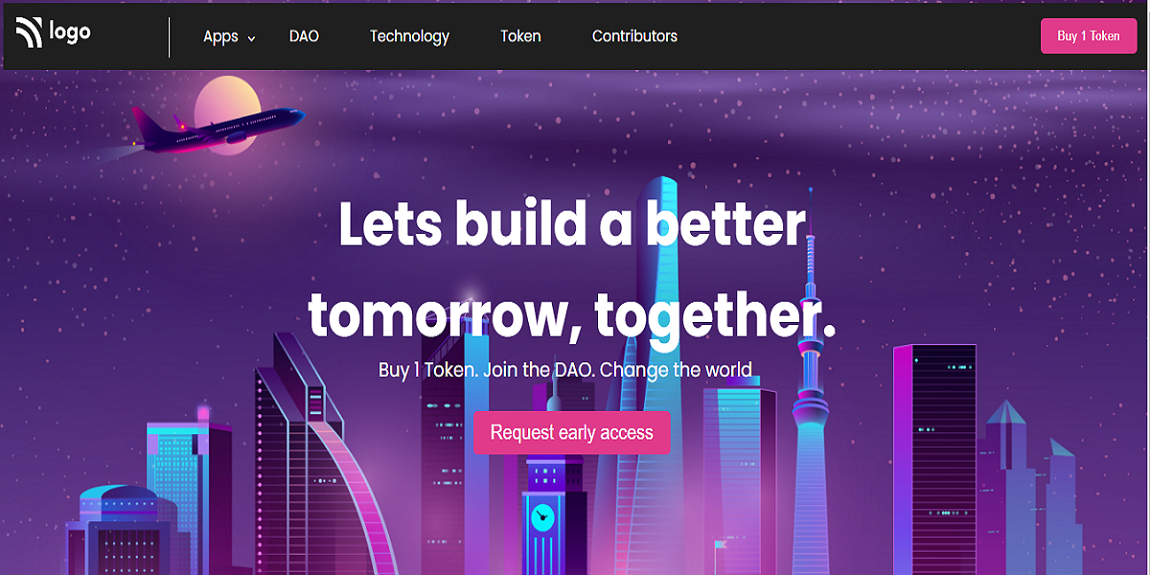 logo
Apps
DAO
Technology
Token
Contributors
Buy 1 Token
Lets build a better
tomorrow, together.
Buy 1 Token. Join the DAO. Change the world
Request early access